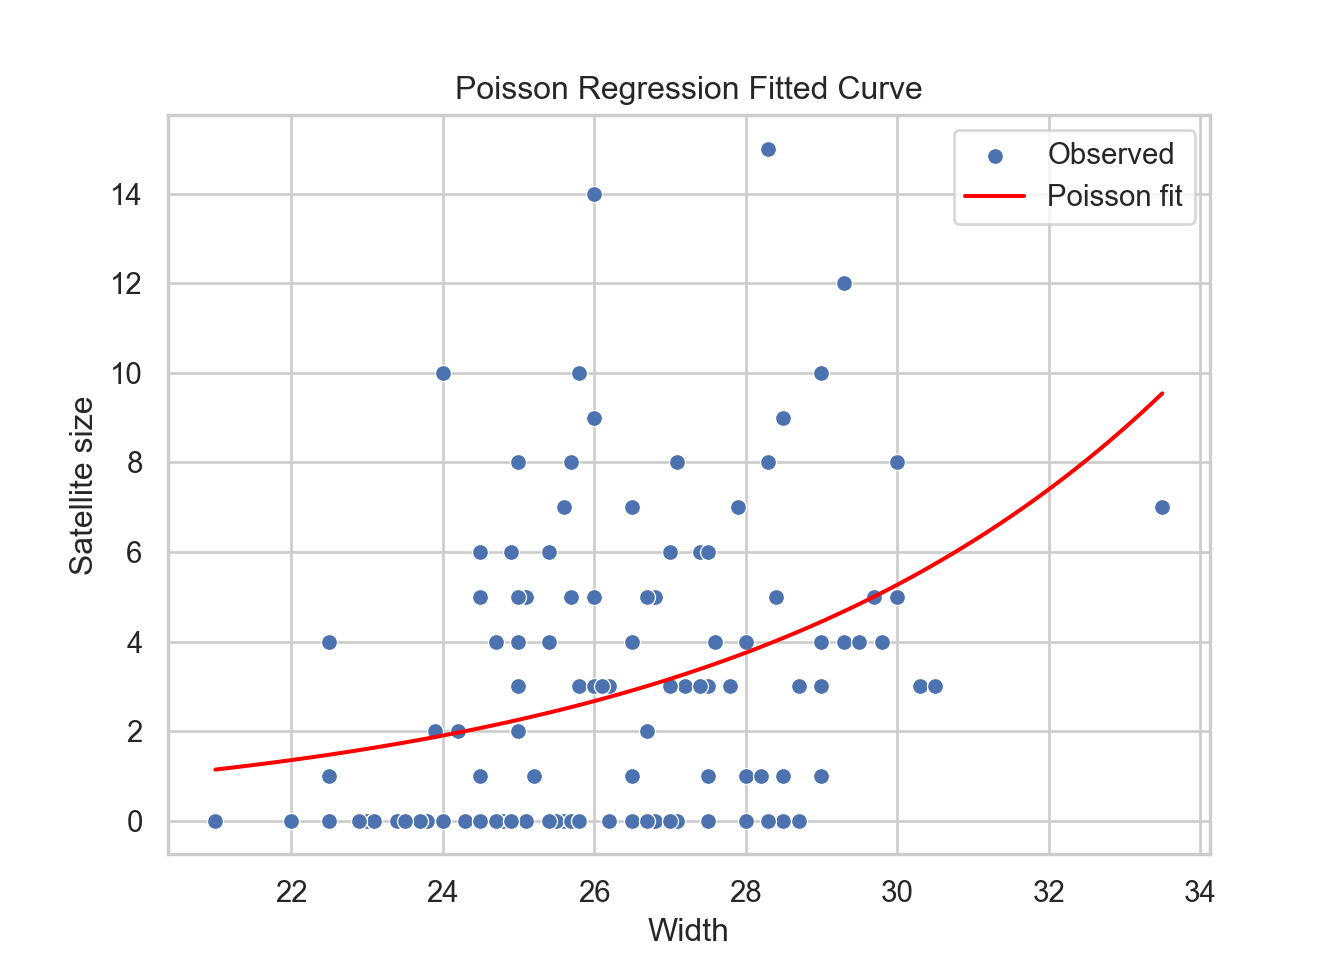 Poisson Regression Fitted Curve
Observed
Poisson fit
14
12
10
8
6
4
2
0
Satellite size
22 24 26 28 30 32 34
Width